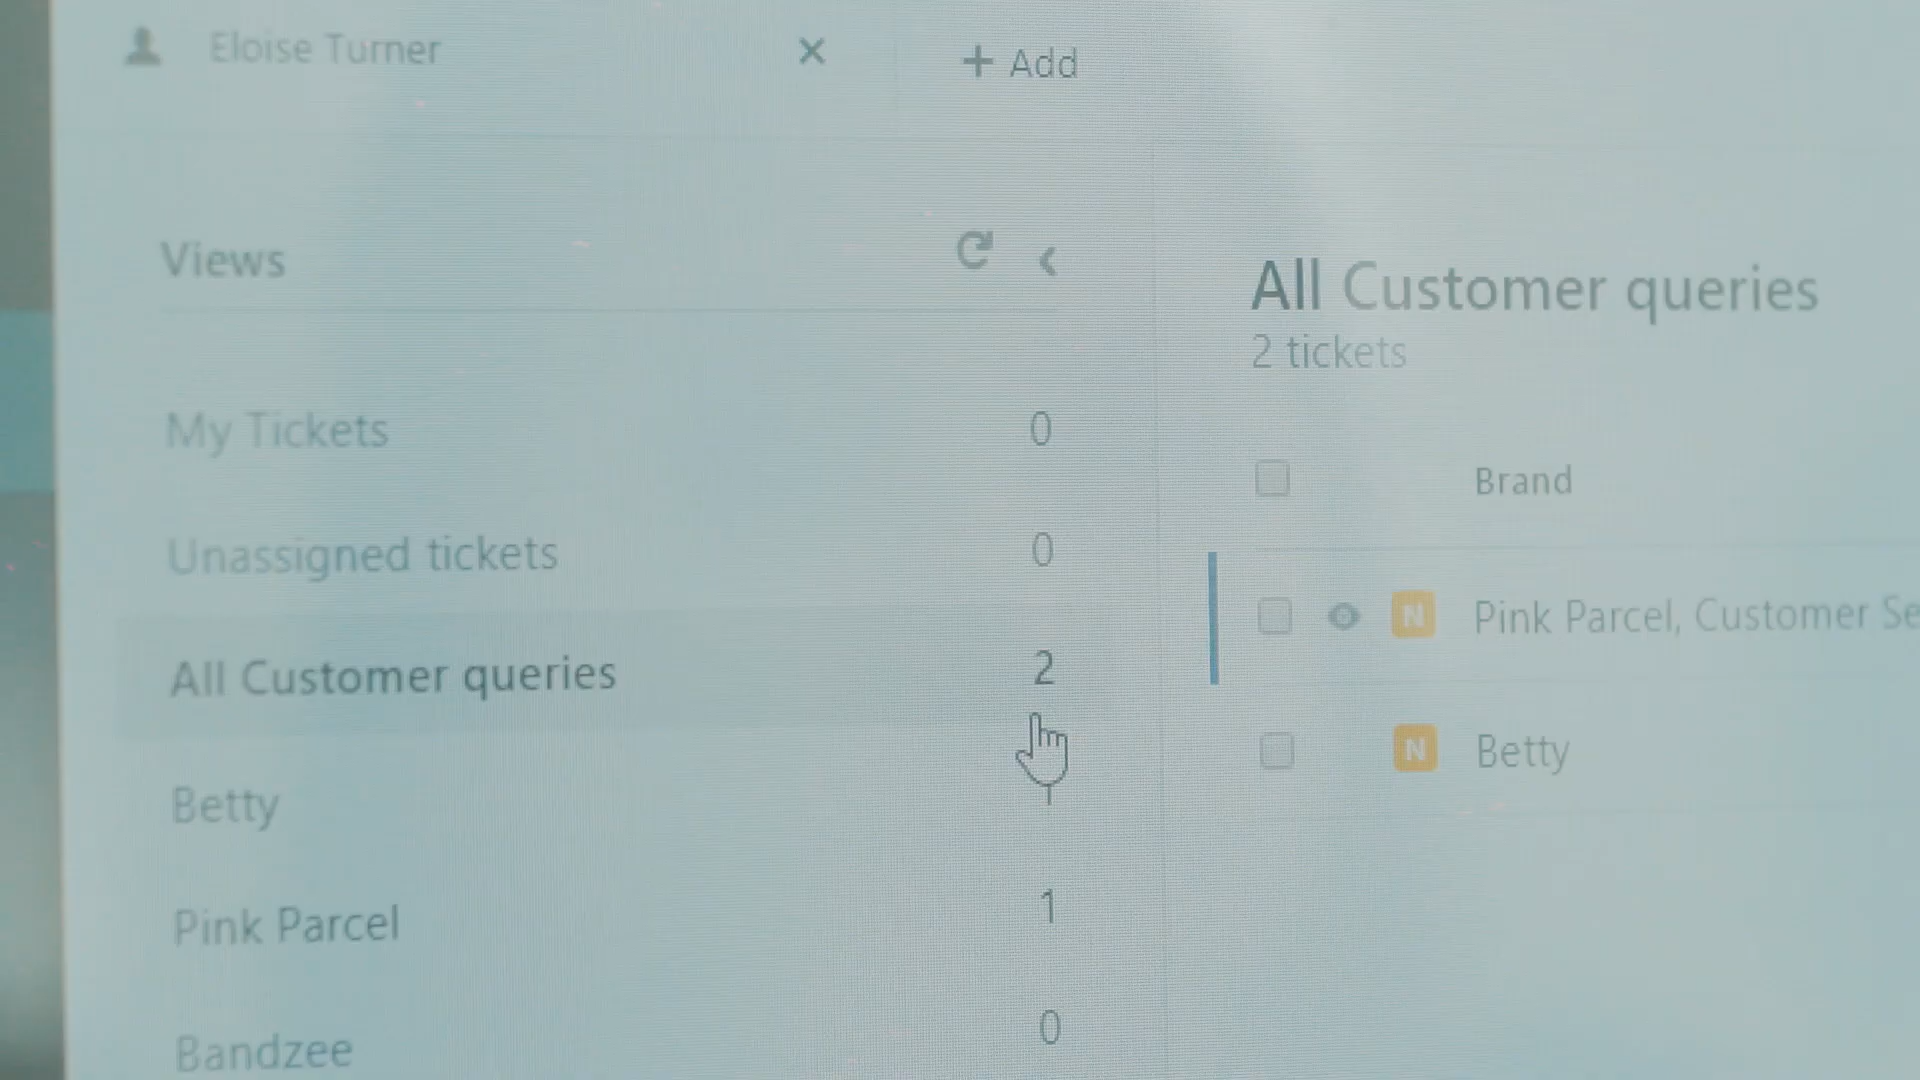 Eloise Turner
+ Add
Views
My Tickets 0
Unassigned tickets 0
All Customer queries 2
Betty
Pink Parcel 1
Bandzee 0
All Customer queries
2 tickets
Brand
N Pink Parcel, Customer Se
N Betty